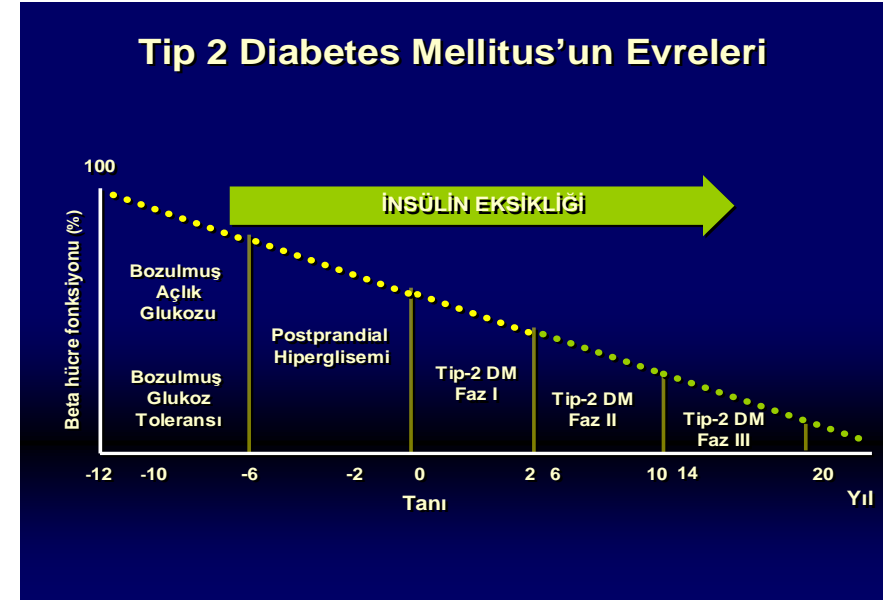 Tip 2 Diabetes Mellitus’un Evreleri
100
İNSÜLİN EKSİKLİĞİ
Beta hücre fonksiyonu (%)
Bozulmuş
Açlık
Glukozu
Bozulmuş
Glukoz
Toleransı
Postprandial
Hiperglisemi
Tip-2 DM
Faz I
Tip-2 DM
Faz II
Tip-2 DM
Faz III
-12 -10 -6 -2 0 2 6 10 14 20
Tanı
Yıl